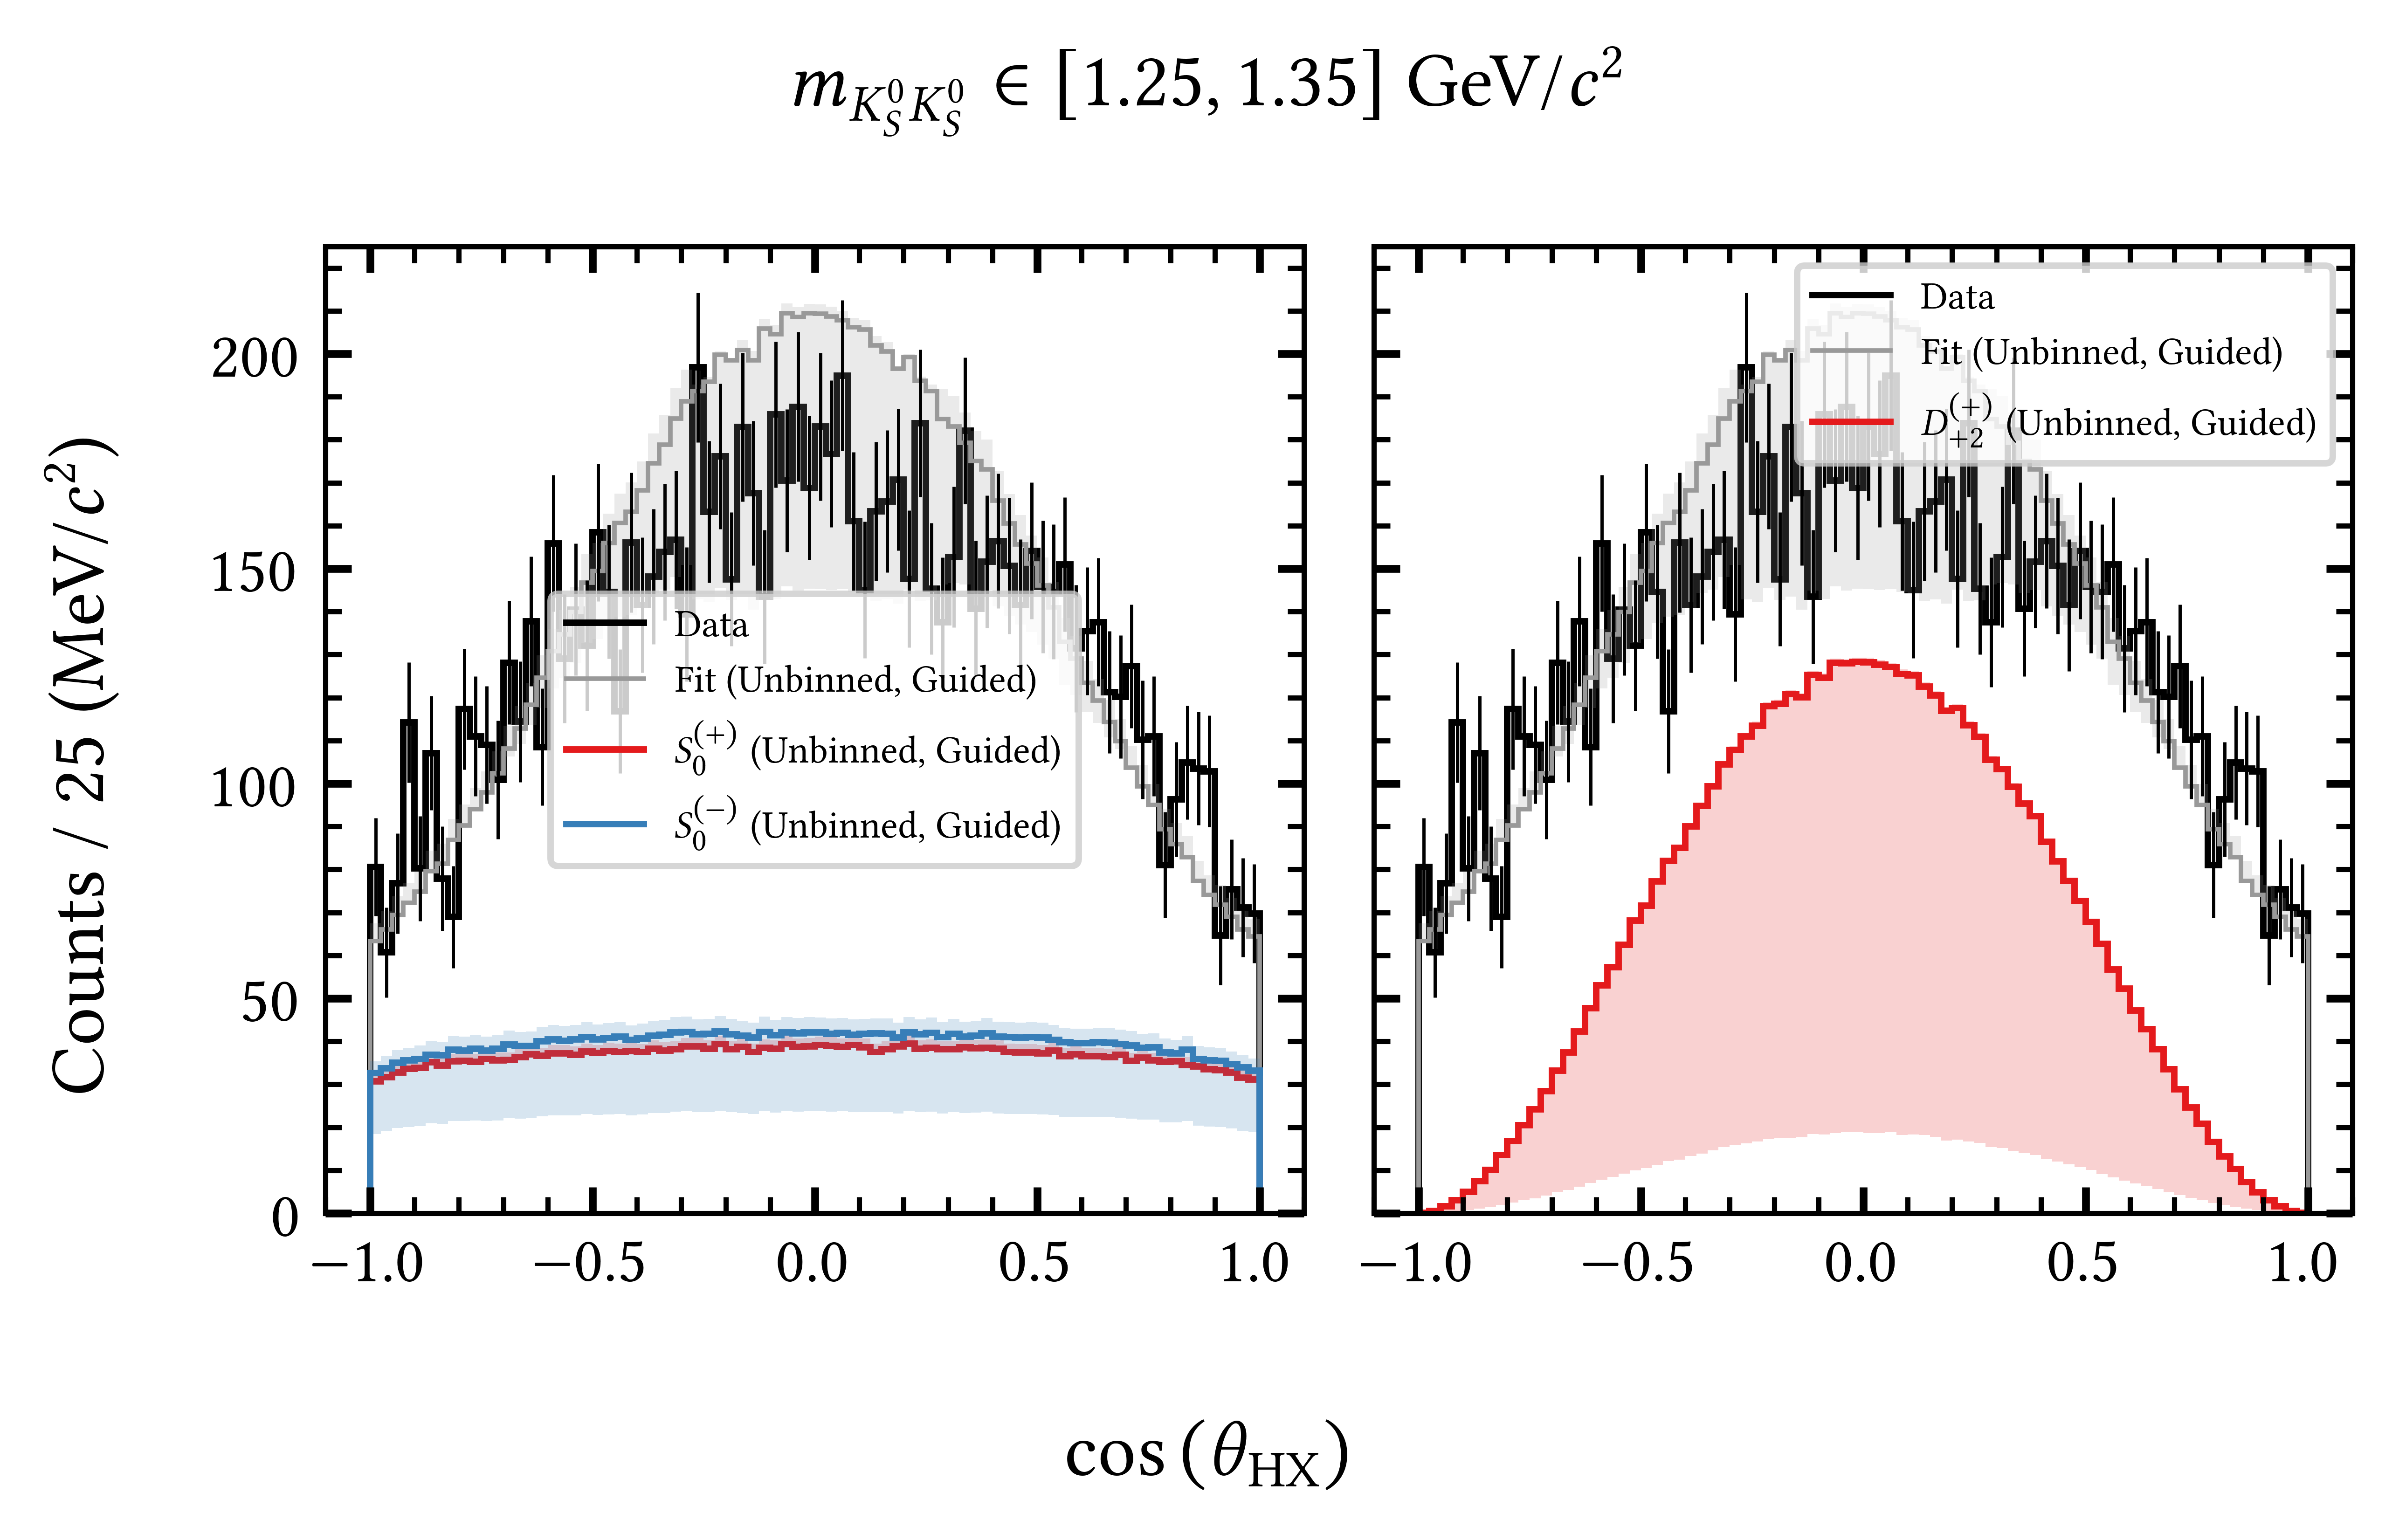 m_{K_S^0 K_S^0} ∈ [1.25, 1.35] GeV/c²
Counts / 25 (MeV/c²)
200
150
100
50
0
Data
Fit (Unbinned, Guided)
S_0^{(+)} (Unbinned, Guided)
S_0^{(−)} (Unbinned, Guided)
−1.0 −0.5 0.0 0.5 1.0
Data
Fit (Unbinned, Guided)
D_{+2}^{(+)} (Unbinned, Guided)
−1.0 −0.5 0.0 0.5 1.0
cos (θ_{HX})